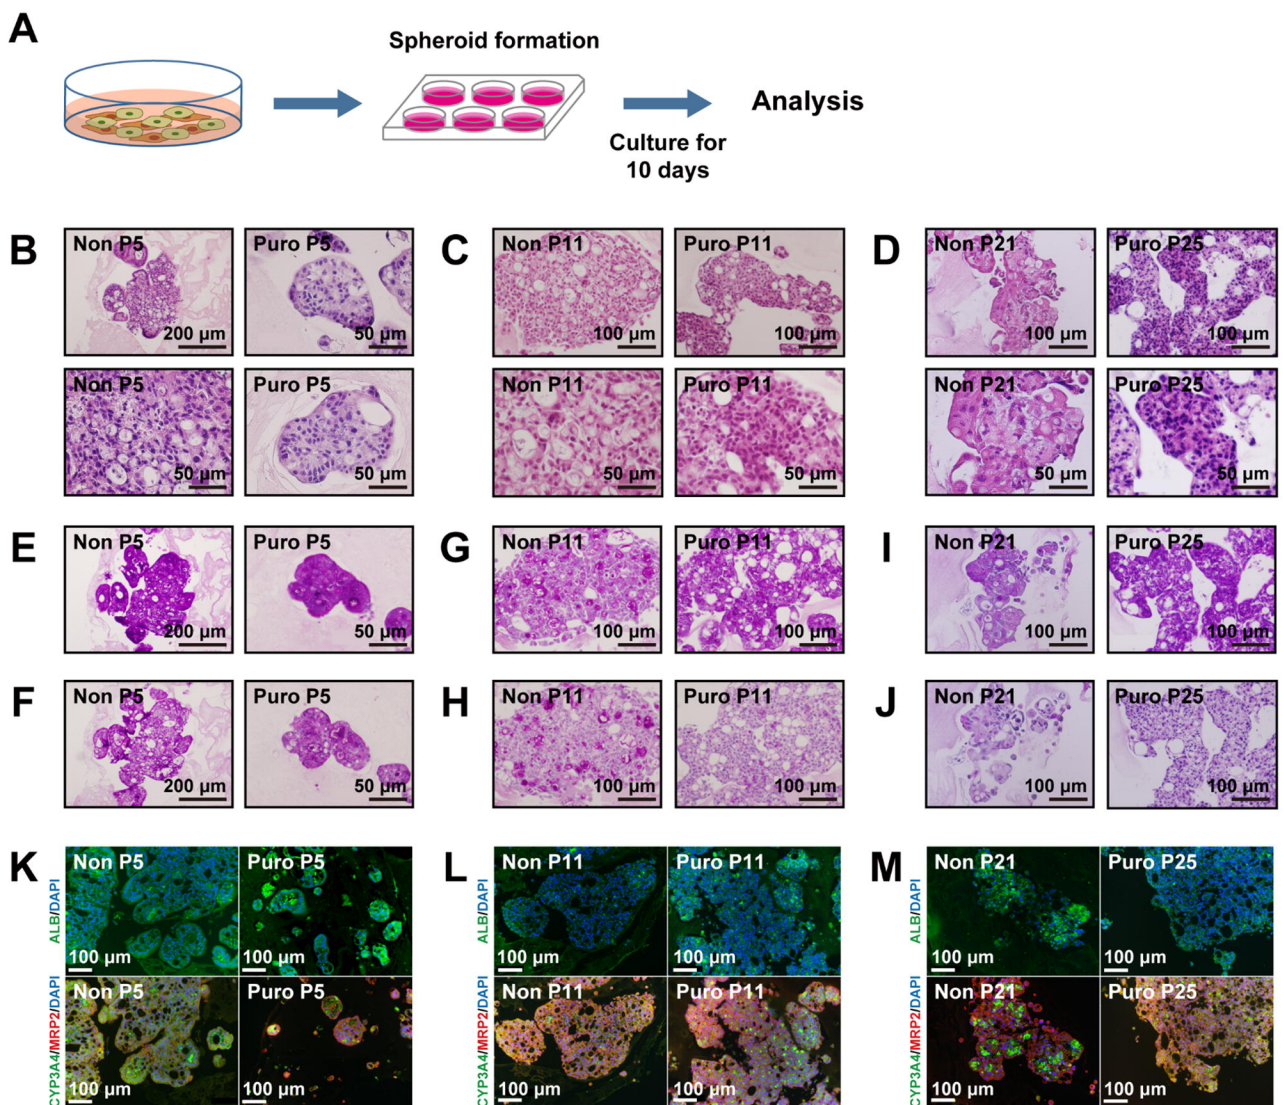 A
Spheroid formation
Analysis
Culture for
10 days
B
Non P5
200 µm
Puro P5
50 µm
Non P5
50 µm
Puro P5
50 µm
C
Non P11
100 µm
Puro P11
100 µm
Non P11
50 µm
Puro P11
50 µm
D
Non P21
100 µm
Puro P25
100 µm
Non P21
50 µm
Puro P25
50 µm
E
Non P5
200 µm
Puro P5
50 µm
G
Non P11
100 µm
Puro P11
100 µm
I
Non P21
100 µm
Puro P25
100 µm
F
Non P5
200 µm
Puro P5
50 µm
H
Non P11
100 µm
Puro P11
100 µm
J
Non P21
100 µm
Puro P25
100 µm
K
ALB/DAPI
Non P5
100 µm
Puro P5
100 µm
CYP3A4/MRP2/DAPI
Non P5
100 µm
Puro P5
100 µm
L
ALB/DAPI
Non P11
100 µm
Puro P11
100 µm
CYP3A4/MRP2/DAPI
Non P11
100 µm
Puro P11
100 µm
M
ALB/DAPI
Non P21
100 µm
Puro P25
100 µm
CYP3A4/MRP2/DAPI
Non P21
100 µm
Puro P25
100 µm